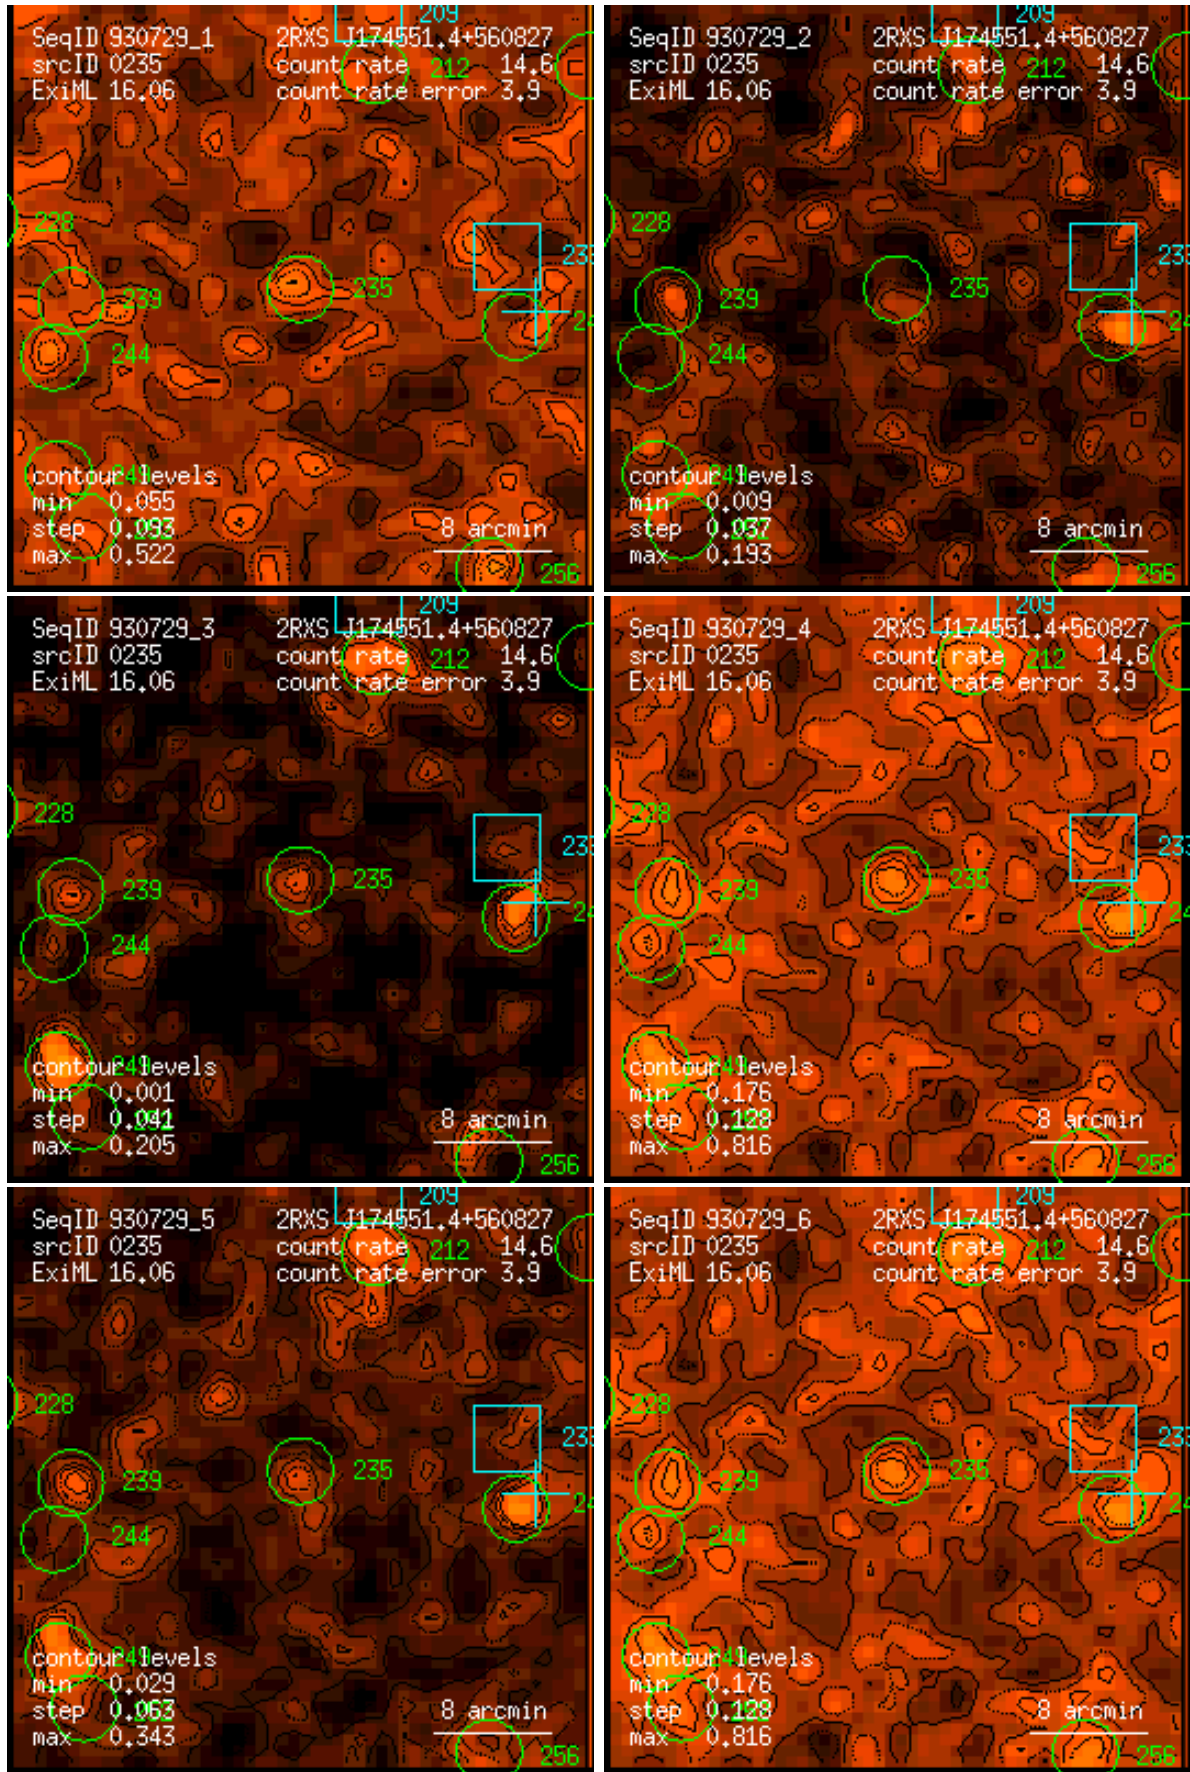 209
SeqID 930729_1 2RXS J174551.4+560827
srcID 0235 count rate 212 14.6
ExiML 16.06 count rate error 3.9
228
233
239 235
244
contour levels
min 0.055
step 0.093
max 0.522
8 arcmin
256
209
SeqID 930729_2 2RXS J174551.4+560827
srcID 0235 count rate 212 14.6
ExiML 16.06 count rate error 3.9
228
233
239 235
244
contour levels
min 0.009
step 0.037
max 0.193
8 arcmin
256
209
SeqID 930729_3 2RXS J174551.4+560827
srcID 0235 count rate 212 14.6
ExiML 16.06 count rate error 3.9
228
233
239 235
244
contour levels
min 0.001
step 0.041
max 0.205
8 arcmin
256
209
SeqID 930729_4 2RXS J174551.4+560827
srcID 0235 count rate 212 14.6
ExiML 16.06 count rate error 3.9
228
233
239 235
244
contour levels
min 0.176
step 0.128
max 0.816
8 arcmin
256
209
SeqID 930729_5 2RXS J174551.4+560827
srcID 0235 count rate 212 14.6
ExiML 16.06 count rate error 3.9
228
233
239 235
244
contour levels
min 0.029
step 0.063
max 0.343
8 arcmin
256
209
SeqID 930729_6 2RXS J174551.4+560827
srcID 0235 count rate 212 14.6
ExiML 16.06 count rate error 3.9
228
233
239 235
244
contour levels
min 0.176
step 0.128
max 0.816
8 arcmin
256